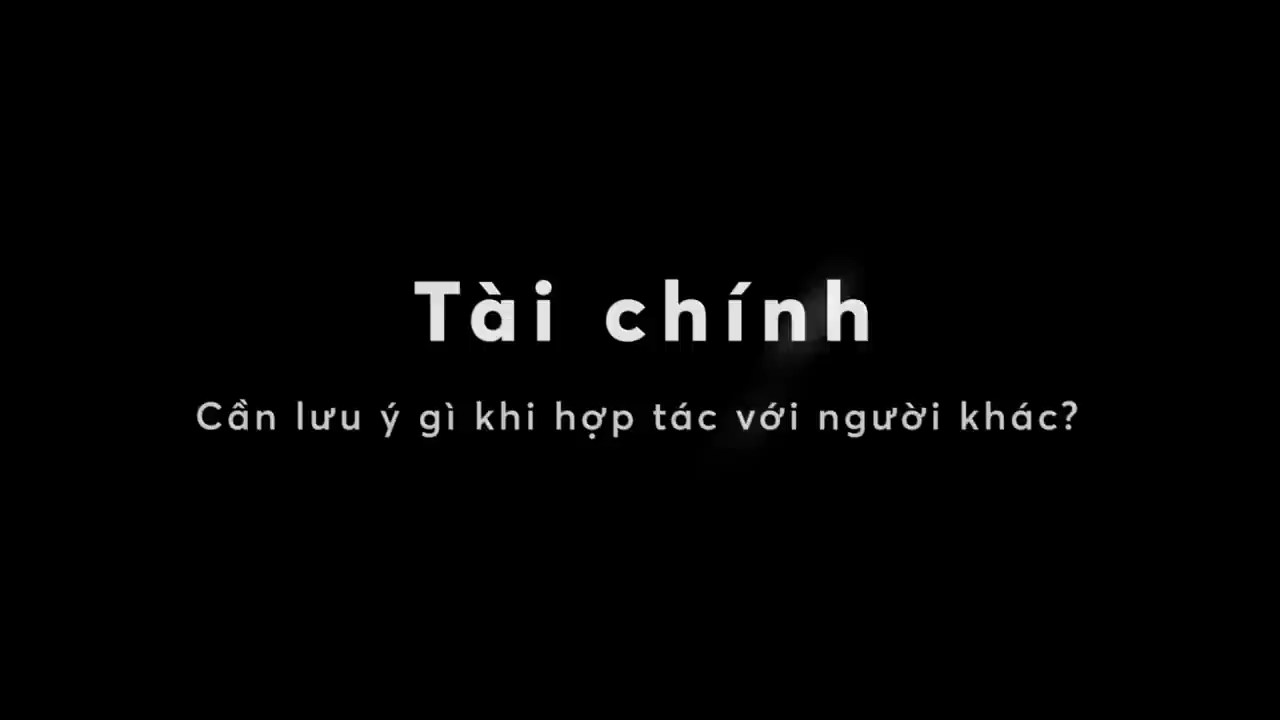 Tài chính
Cần lưu ý gì khi hợp tác với người khác?